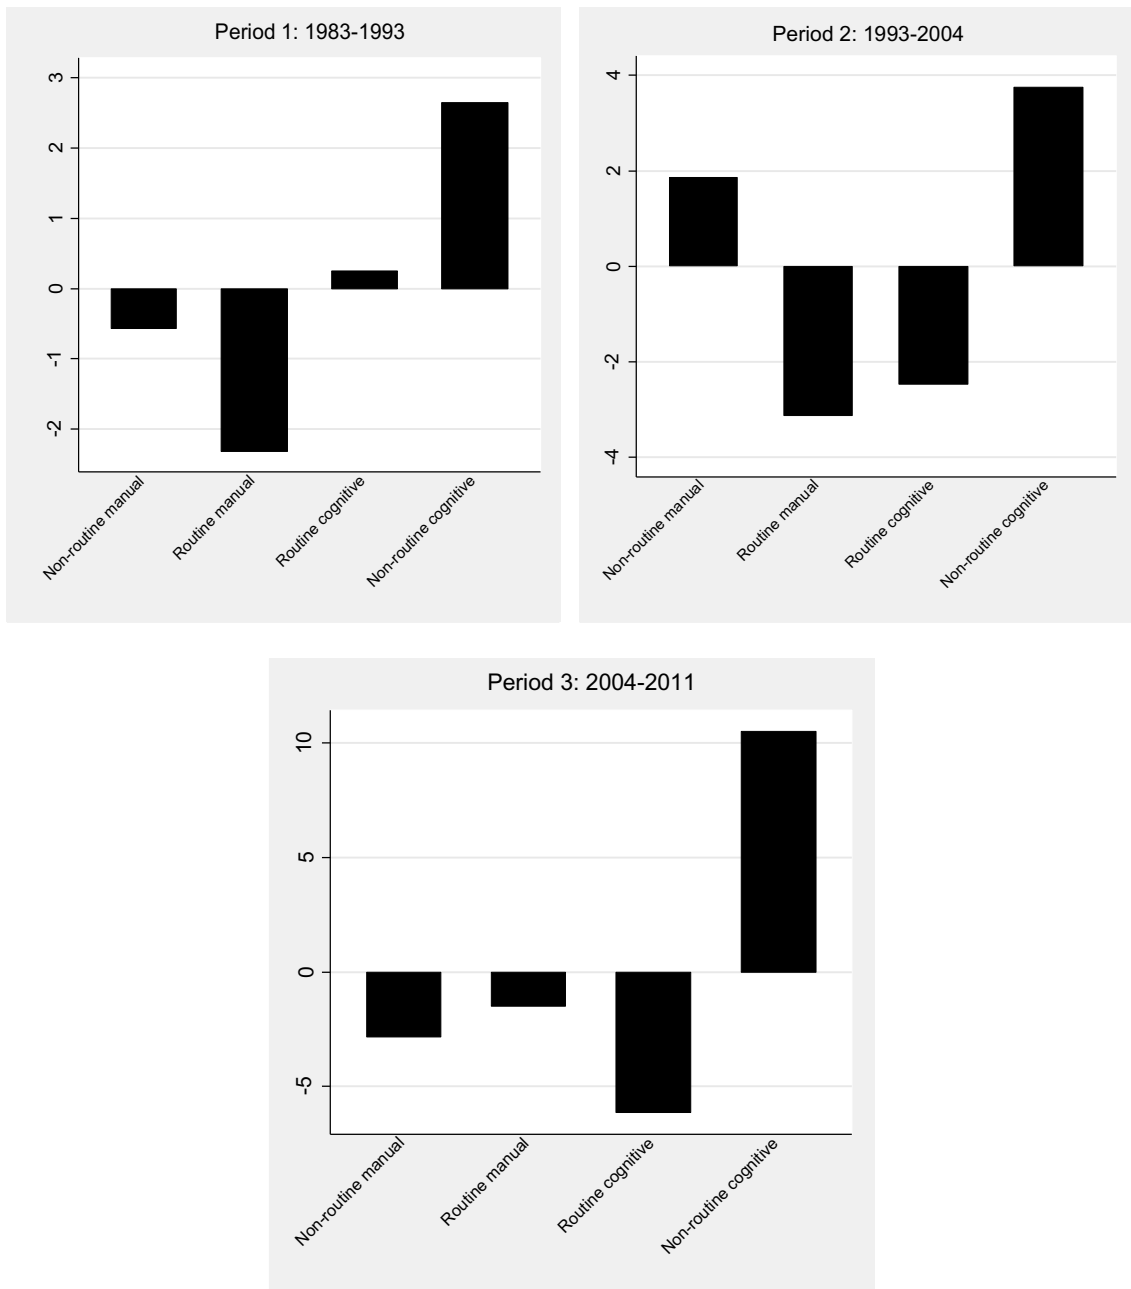 Period 1: 1983-1993
3
2
1
0
-1
-2
Non-routine manual
Routine manual
Routine cognitive
Non-routine cognitive
Period 2: 1993-2004
4
2
0
-2
-4
Non-routine manual
Routine manual
Routine cognitive
Non-routine cognitive
Period 3: 2004-2011
10
5
0
-5
Non-routine manual
Routine manual
Routine cognitive
Non-routine cognitive